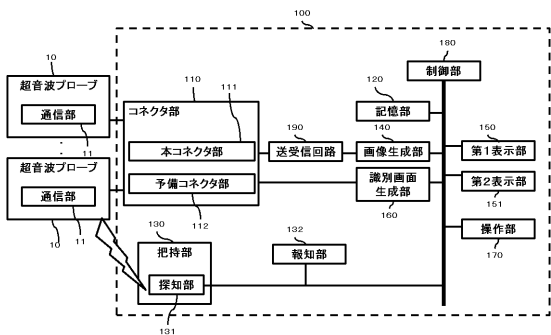 100
10
超音波プローブ
通信部
11
超音波プローブ
通信部
10
11
110
コネクタ部
111
本コネクタ部
予備コネクタ部
112
190
送受信回路
120
記憶部
140
画像生成部
識別画面
生成部
160
180
制御部
150
第1表示部
第2表示部
151
操作部
170
130
把持部
探知部
131
132
報知部